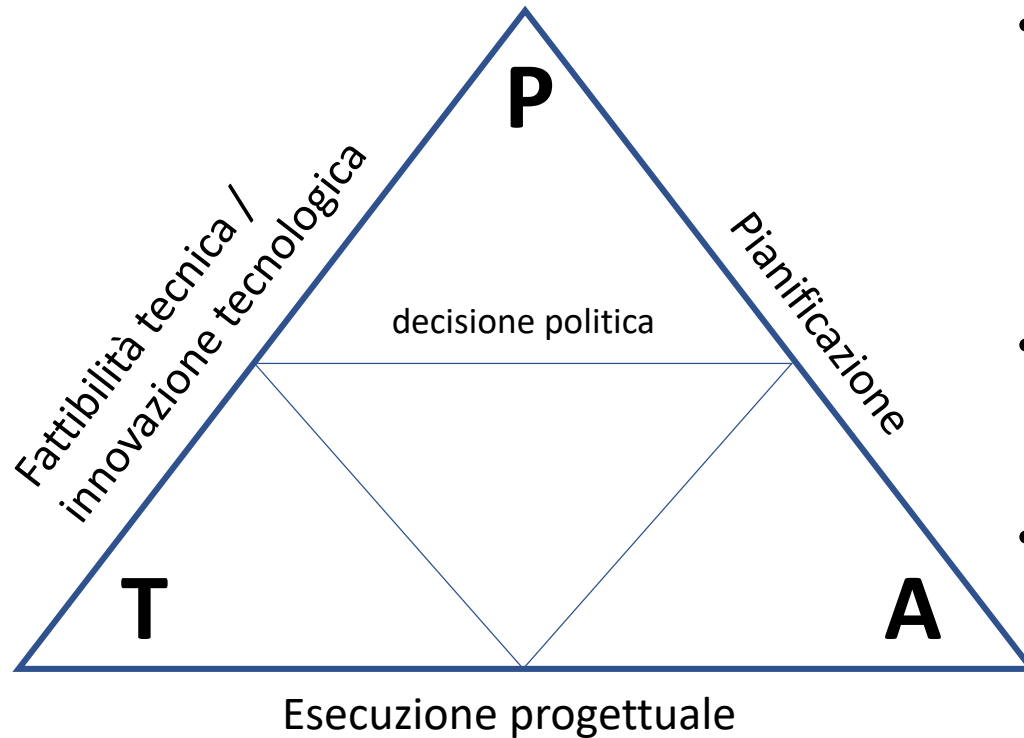 P
Fattibilità tecnica /
innovazione tecnologica
Pianificazione
decisione politica
T
A
Esecuzione progettuale